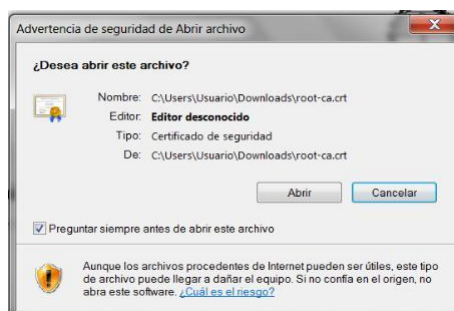 Advertencia de seguridad de Abrir archivo
¿Desea abrir este archivo?
Nombre: C:\Users\Usuario\Downloads\root-ca.crt
Editor: Editor desconocido
Tipo: Certificado de seguridad
De: C:\Users\Usuario\Downloads\root-ca.crt
Abrir Cancelar
Preguntar siempre antes de abrir este archivo
Aunque los archivos procedentes de Internet pueden ser útiles, este tipo
de archivo puede llegar a dañar el equipo. Si no confía en el origen, no
abra este software. ¿Cuál es el riesgo?